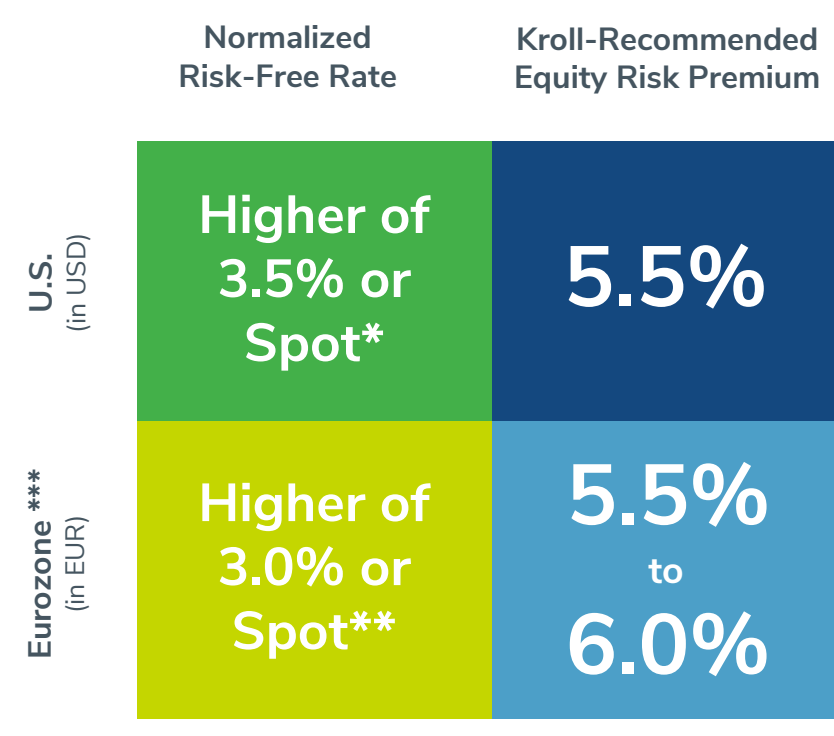 Normalized
Risk-Free Rate
Kroll-Recommended
Equity Risk Premium
U.S.
(in USD)
Higher of
3.5% or
Spot*
5.5%
Eurozone ***
(in EUR)
Higher of
3.0% or
Spot**
5.5%
to
6.0%